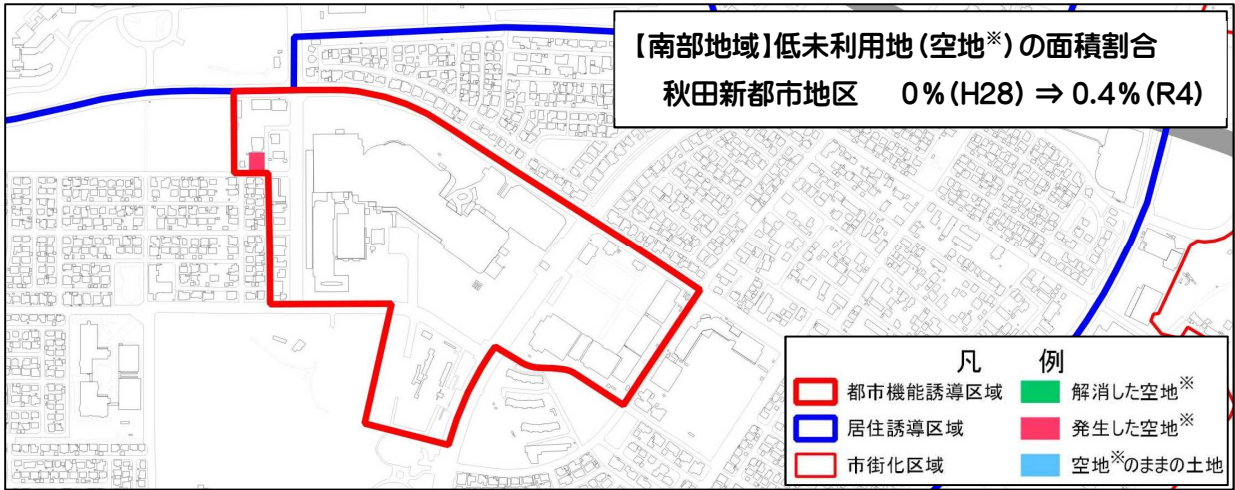 【南部地域】低未利用地(空地※)の面積割合
秋田新都市地区 0%(H28) ⇒ 0.4%(R4)
凡 例
都市機能誘導区域
解消した空地※
居住誘導区域
発生した空地※
市街化区域
空地※のままの土地